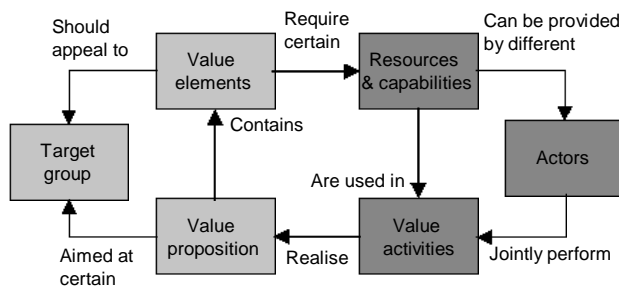 Should
appeal to
Value
elements
Require
certain
Resources
& capabilities
Can be provided
by different
Contains
Target
group
Are used in
Actors
Aimed at
certain
Value
proposition
Realise
Value
activities
Jointly perform